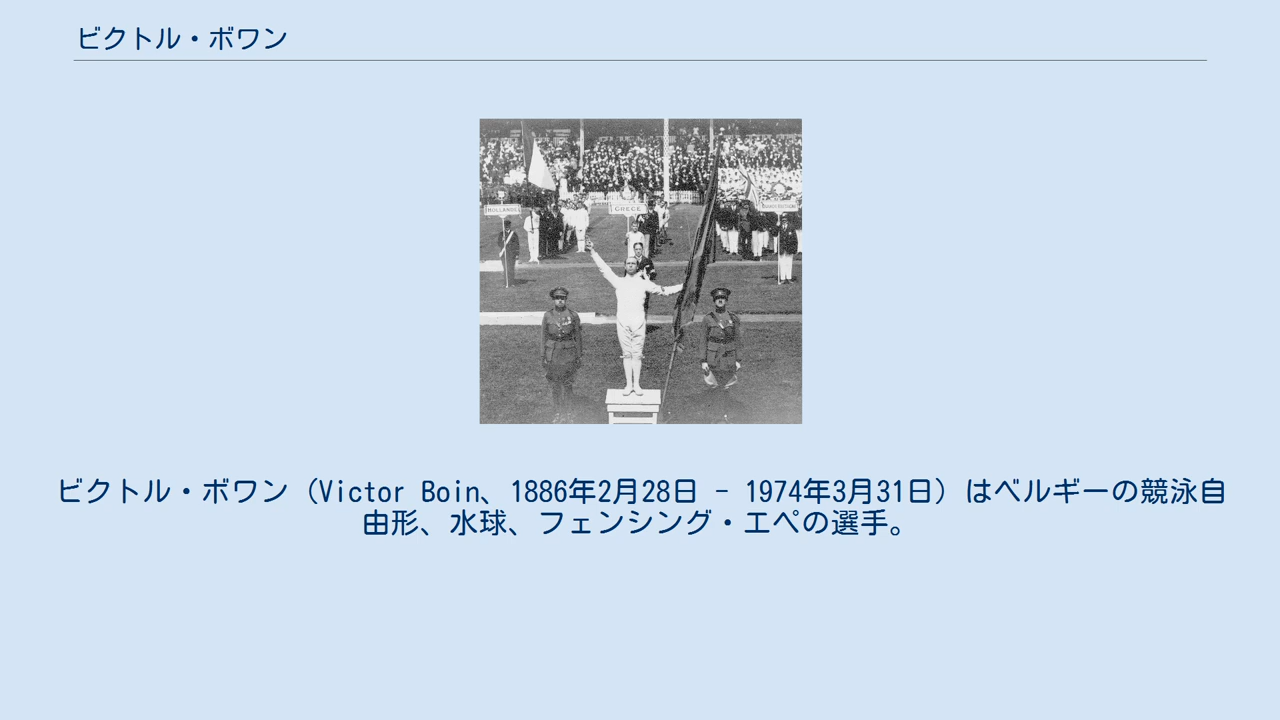 ビクトル・ボワン
HOLLANDE
GRECE
ビクトル・ボワン（Victor Boin、1886年2月28日 - 1974年3月31日）はベルギーの競泳自
由形、水球、フェンシング・エペの選手。